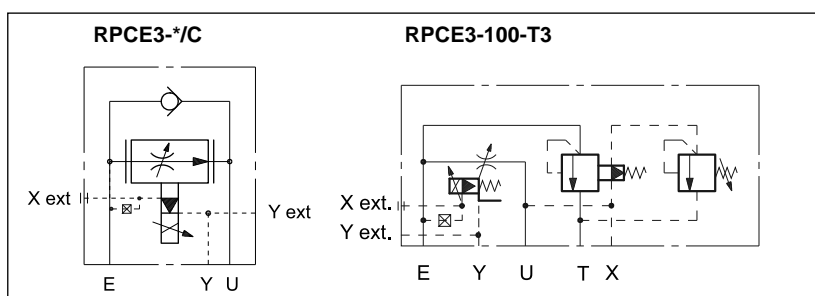 RPCE3-*/C
RPCE3-100-T3
X ext
Y ext
E Y U
X ext.
Y ext.
E Y U T X